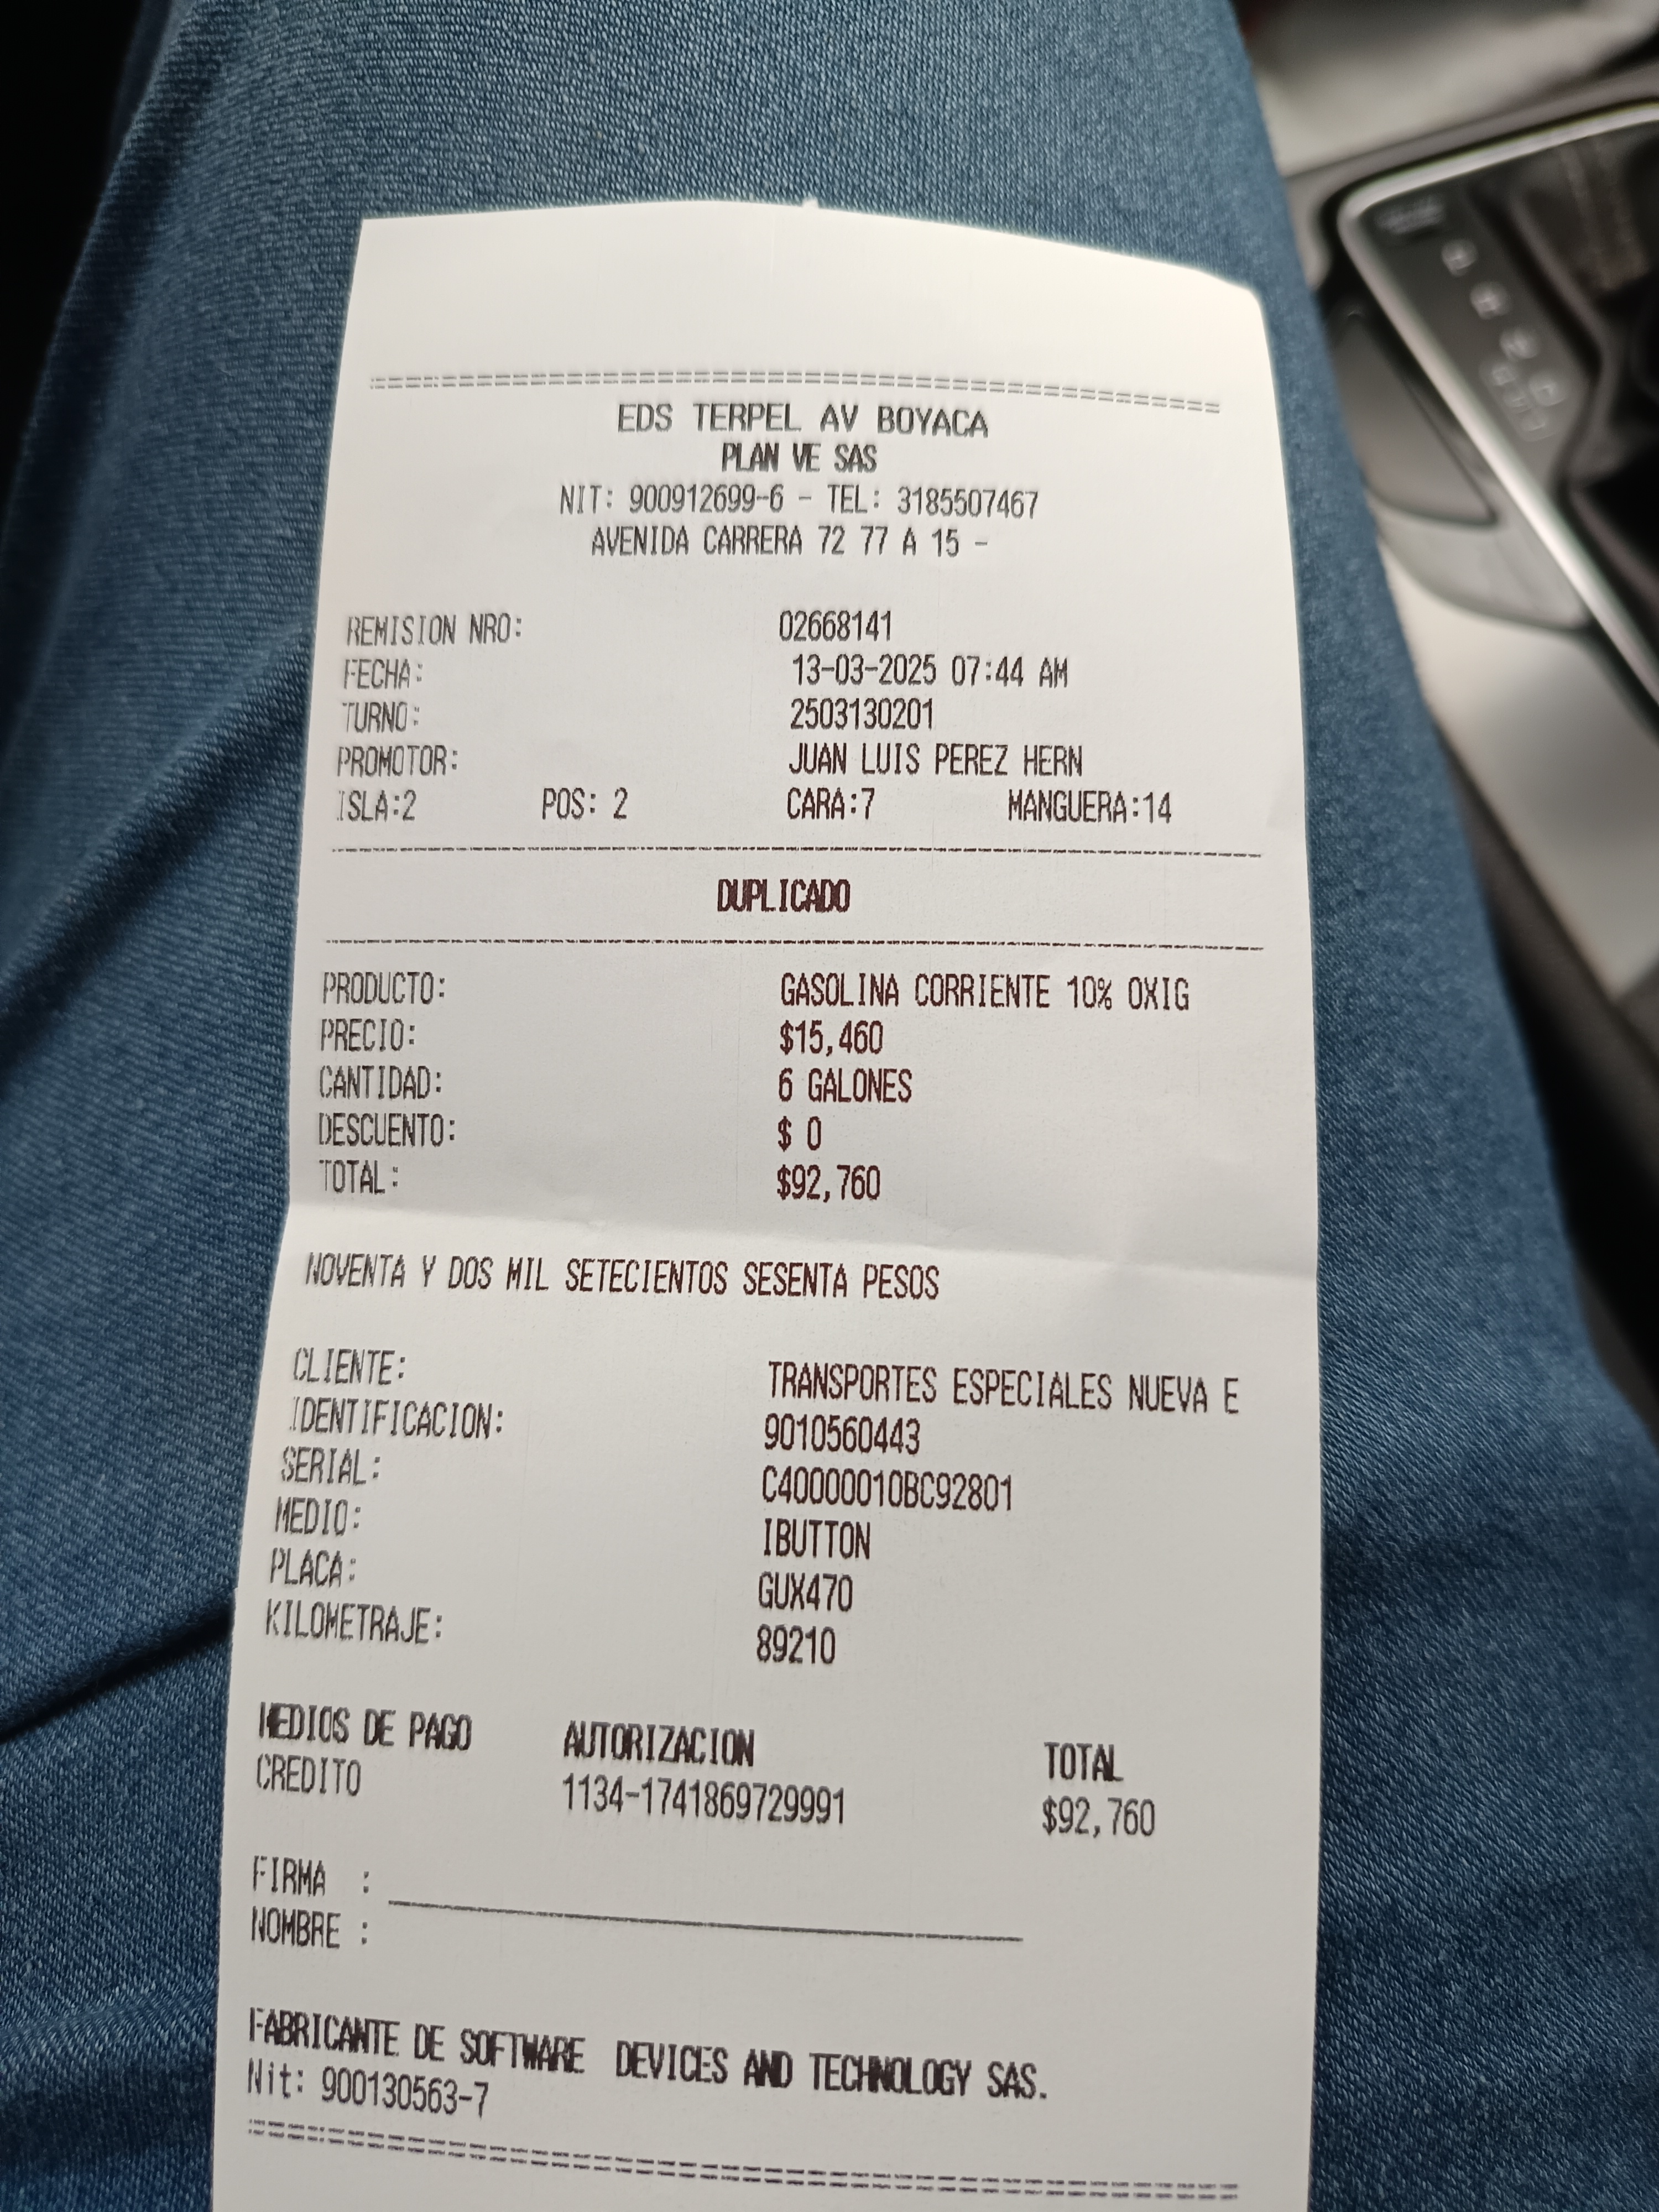 EDS TERPEL AV BOYACA
PLAN VE SAS
NIT: 900912699-6 - TEL: 3185507467
AVENIDA CARRERA 72 77 A 15 -
REMISION NRO: 02668141
FECHA: 13-03-2025 07:44 AM
TURNO: 2503130201
PROMOTOR: JUAN LUIS PEREZ HERN
ISLA:2 POS: 2 CARA:7 MANGUERA:14
DUPLICADO
PRODUCTO: GASOLINA CORRIENTE 10% OXIG
PRECIO: $15,460
CANTIDAD: 6 GALONES
DESCUENTO: $ 0
TOTAL: $92,760
NOVENTA Y DOS MIL SETECIENTOS SESENTA PESOS
CLIENTE: TRANSPORTES ESPECIALES NUEVA E
IDENTIFICACION: 9010560443
SERIAL: C40000010BC92801
MEDIO: IBUTTON
PLACA: GUX470
KILOMETRAJE: 89210
MEDIOS DE PAGO AUTORIZACION TOTAL
CREDITO 1134-1741869729991 $92,760
FIRMA :
NOMBRE :
FABRICANTE DE SOFTWARE DEVICES AND TECHNOLOGY SAS.
Nit: 900130563-7